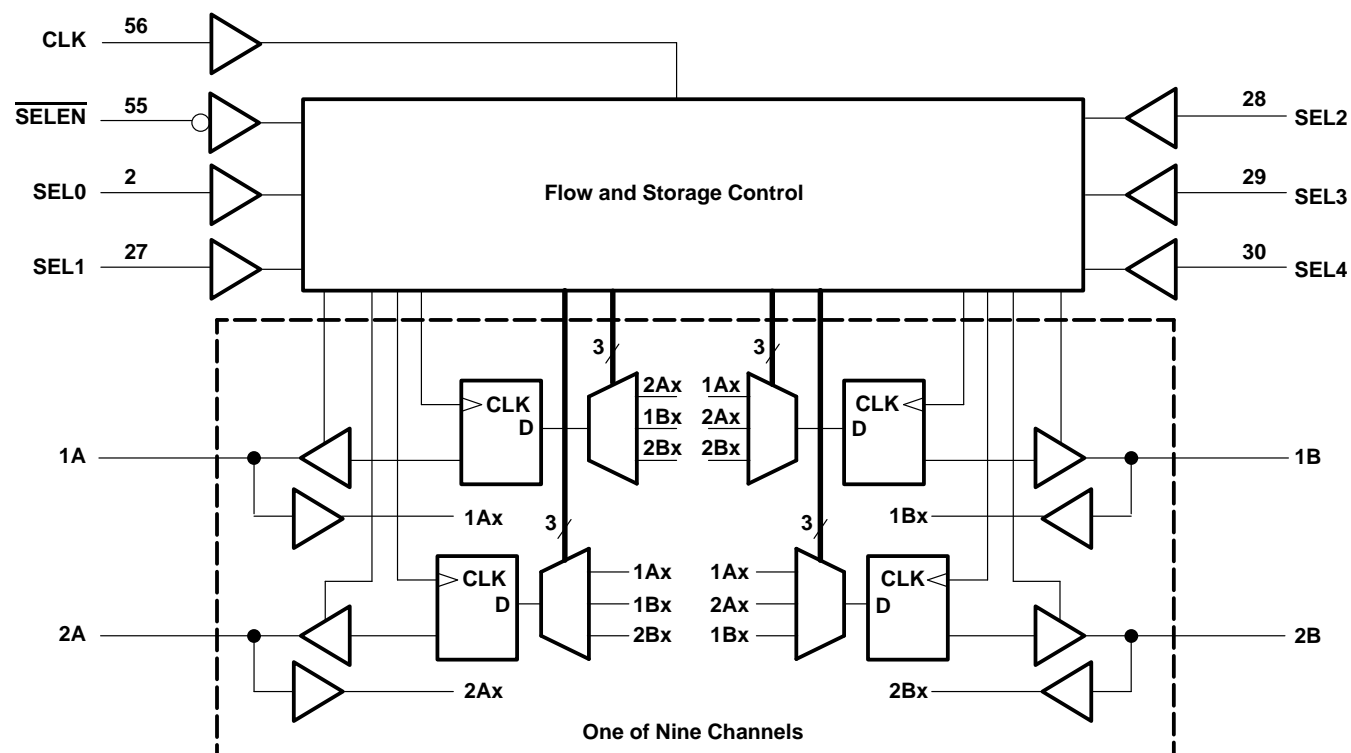 CLK 56
SELEN 55 28 SEL2
SEL0 2 Flow and Storage Control 29 SEL3
SEL1 27 30 SEL4
3 3
CLK 2Ax 1Ax CLK
D 1Bx 2Ax D
2Bx 2Bx
1A 1B
1Ax 3 3 1Bx
CLK 1Ax 1Ax CLK
D 1Bx 2Ax D
2A 2Bx 1Bx 2B
2Ax 2Bx
One of Nine Channels